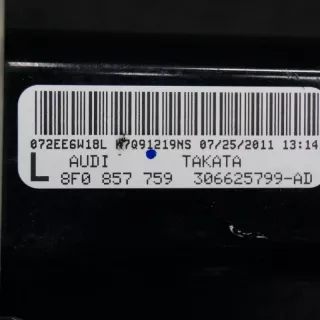 072EE6W18L W7Q91219NS 07/25/2011 13:14
L AUDI TAKATA
8F0 857 759 306625799-AD